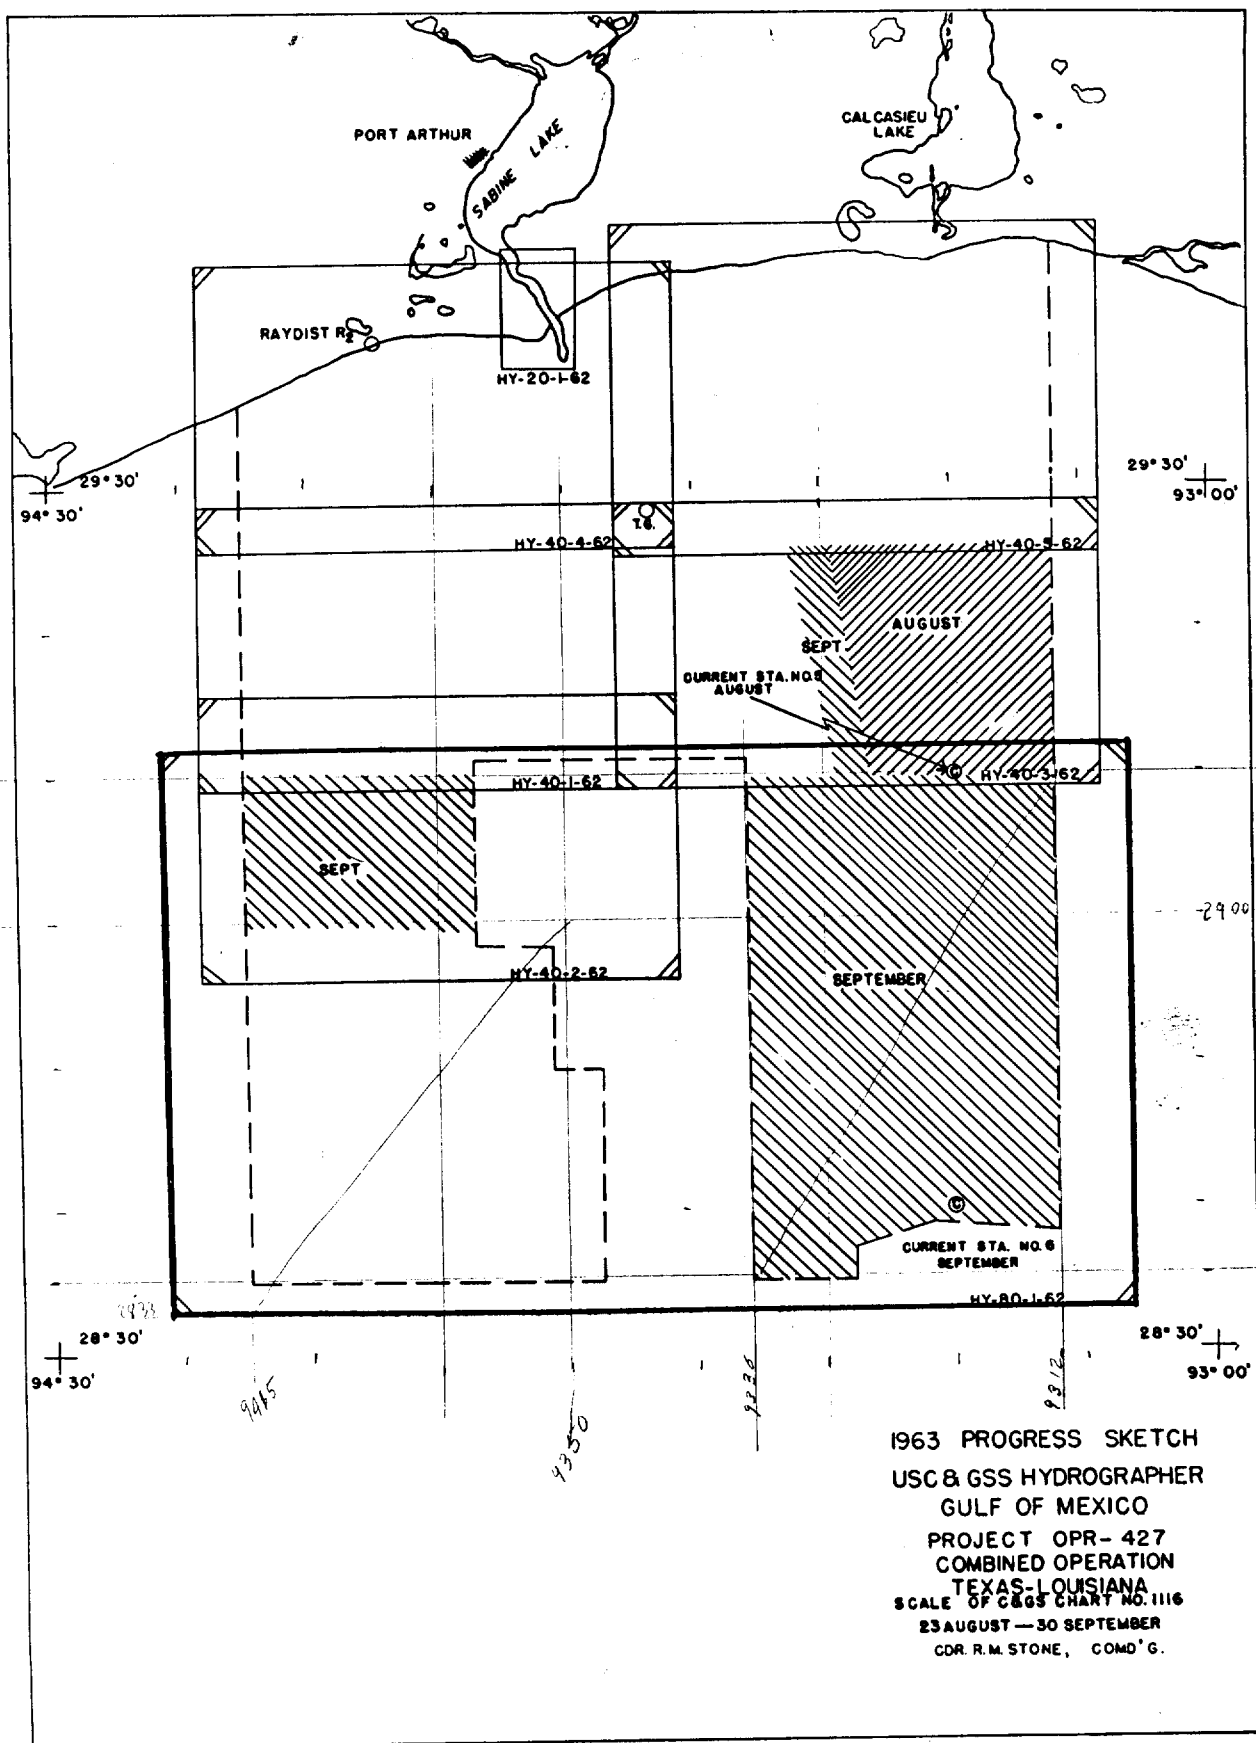 PORT ARTHUR
SABINE LAKE
CALCASIEU
LAKE
RAYDIST R2
HY-20-1-62
29° 30'
94° 30'
29° 30'
93° 00'
T.G.
HY-40-4-62
HY-40-5-62
AUGUST
SEPT
CURRENT STA. NO. 5
AUGUST
C
HY-40-1-62
HY-40-3-62
SEPT
2900
HY-40-2-62
SEPTEMBER
C
CURRENT STA. NO. 6
SEPTEMBER
HY-80-1-62
28° 30'
94° 30'
28° 30'
93° 00'
9415
9350
9336
9312
1963 PROGRESS SKETCH
USC & GSS HYDROGRAPHER
GULF OF MEXICO
PROJECT OPR-427
COMBINED OPERATION
TEXAS-LOUISIANA
SCALE OF C&GS CHART NO. 1116
23 AUGUST — 30 SEPTEMBER
CDR. R.M. STONE, COMD'G.